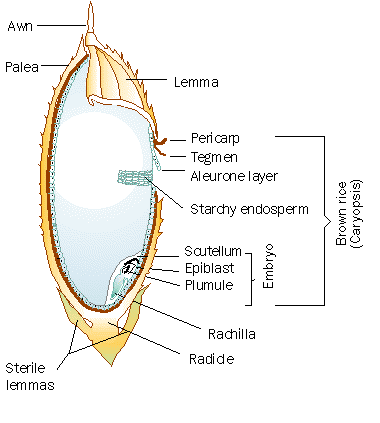 Awn
Palea
Lemma
Pericarp
Tegmen
Aleurone layer
Starchy endosperm
Brown rice
(Caryopsis)
Scutellum
Epiblast
Plumule
Embryo
Rachilla
Radicle
Sterile
lemmas